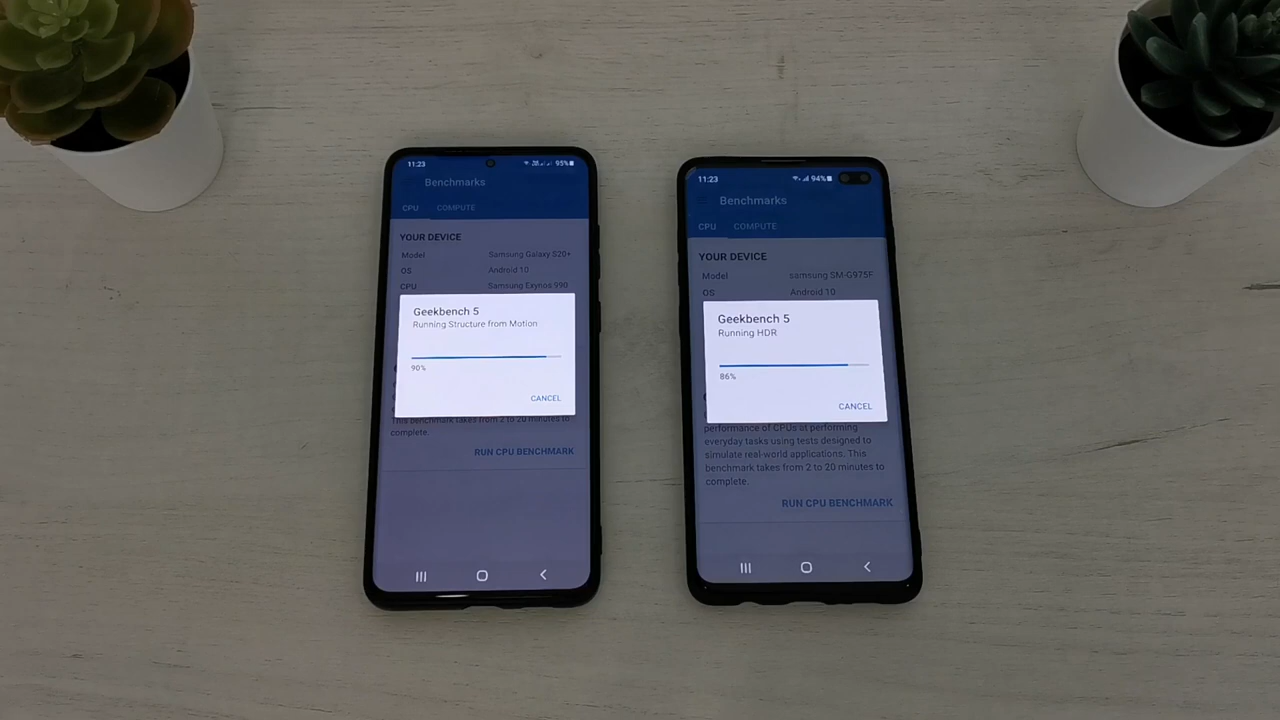 11:23
95%
Benchmarks
CPU COMPUTE
YOUR DEVICE
Model Samsung Galaxy S20+
OS Android 10
CPU Samsung Exynos 990
Geekbench 5
Running Structure from Motion
90%
CANCEL
This benchmark takes from 2 to 20 minutes to
complete.
RUN CPU BENCHMARK
11:23
94%
Benchmarks
CPU COMPUTE
YOUR DEVICE
Model samsung SM-G975F
OS Android 10
Geekbench 5
Running HDR
86%
CANCEL
performance of CPUs at performing
everyday tasks using tests designed to
simulate real-world applications. This
benchmark takes from 2 to 20 minutes to
complete.
RUN CPU BENCHMARK